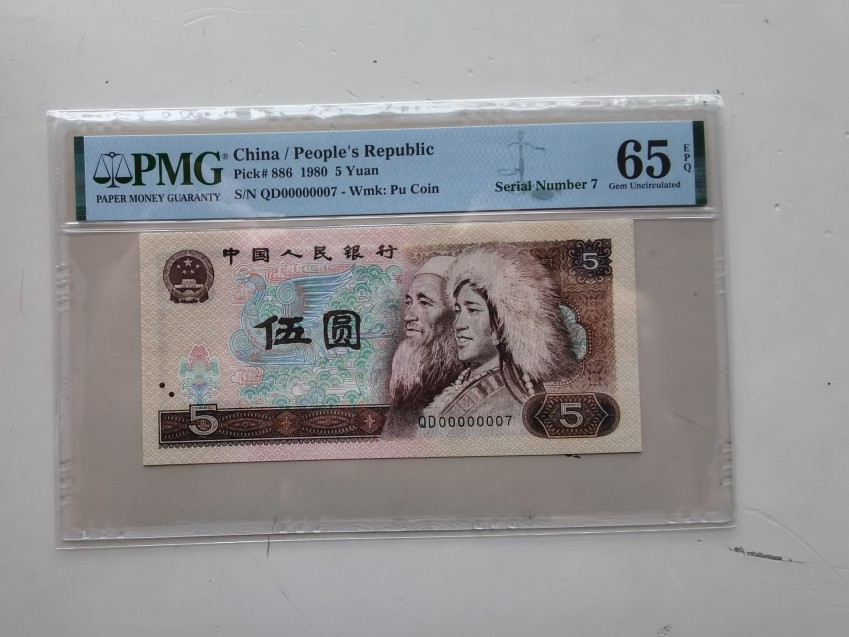 PMG
PAPER MONEY GUARANTY
China / People's Republic
Pick# 886 1980 5 Yuan
S/N QD00000007 - Wmk: Pu Coin
Serial Number 7
65 EPQ
Gem Uncirculated
中国人民银行
5
伍圆
5
QD00000007
5